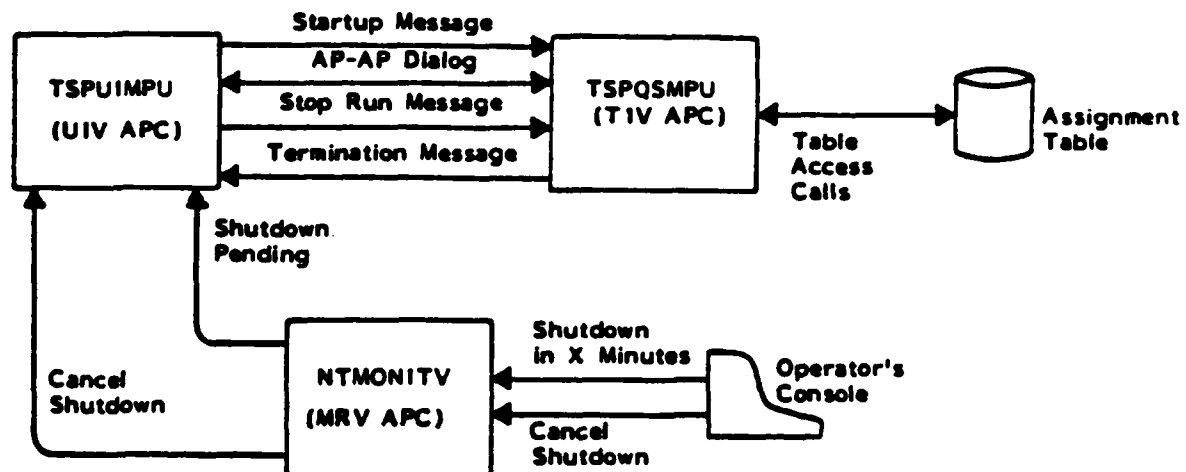 Startup Message
AP-AP Dialog
Stop Run Message
Termination Message
TSPUIMPU
(UIV APC)
TSPQSMPU
(T1V APC)
Table
Access
Calls
Assignment
Table
Shutdown
Pending
Cancel
Shutdown
NTMONITV
(MRV APC)
Shutdown
in X Minutes
Cancel
Shutdown
Operator's
Console